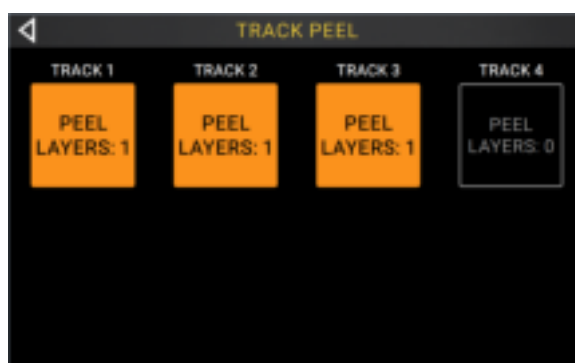 TRACK PEEL
TRACK 1
TRACK 2
TRACK 3
TRACK 4
PEEL
LAYERS: 1
PEEL
LAYERS: 1
PEEL
LAYERS: 1
PEEL
LAYERS: 0